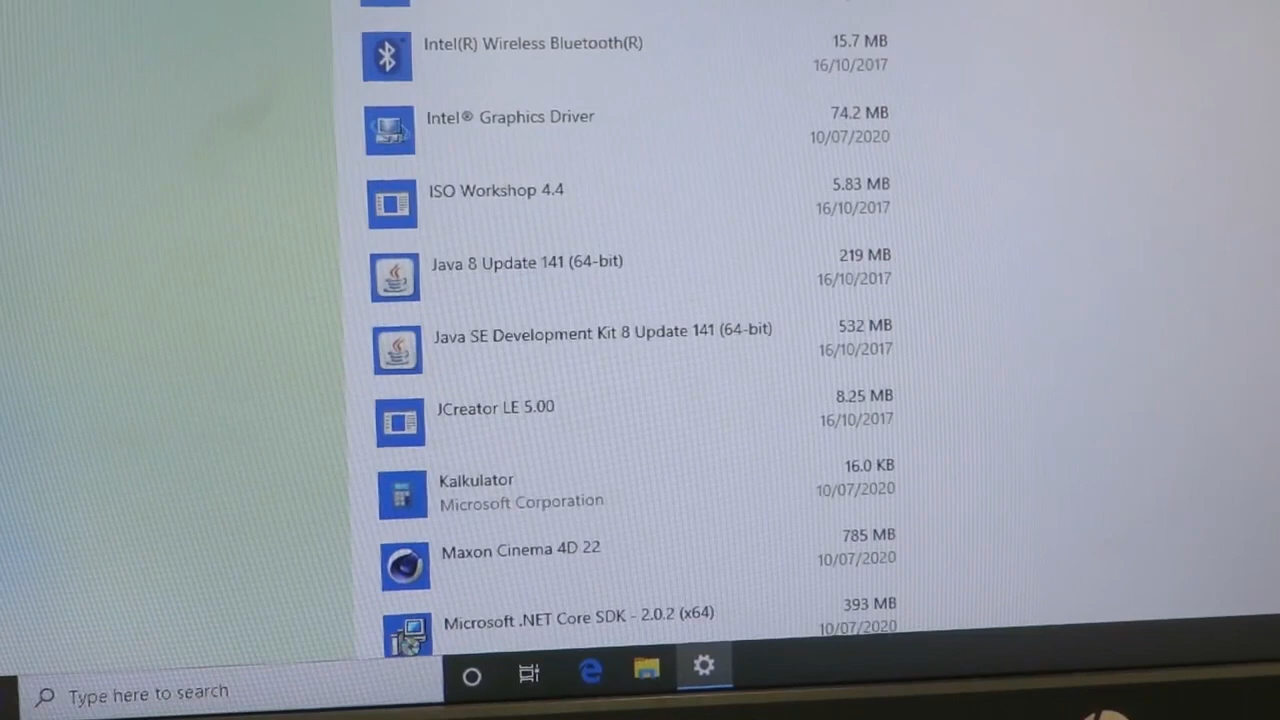 Intel(R) Wireless Bluetooth(R)
15.7 MB
16/10/2017
Intel® Graphics Driver
74.2 MB
10/07/2020
ISO Workshop 4.4
5.83 MB
16/10/2017
Java 8 Update 141 (64-bit)
219 MB
16/10/2017
Java SE Development Kit 8 Update 141 (64-bit)
532 MB
16/10/2017
JCreator LE 5.00
8.25 MB
16/10/2017
Kalkulator
16.0 KB
Microsoft Corporation
10/07/2020
Maxon Cinema 4D 22
785 MB
10/07/2020
Microsoft .NET Core SDK - 2.0.2 (x64)
393 MB
10/07/2020
Type here to search